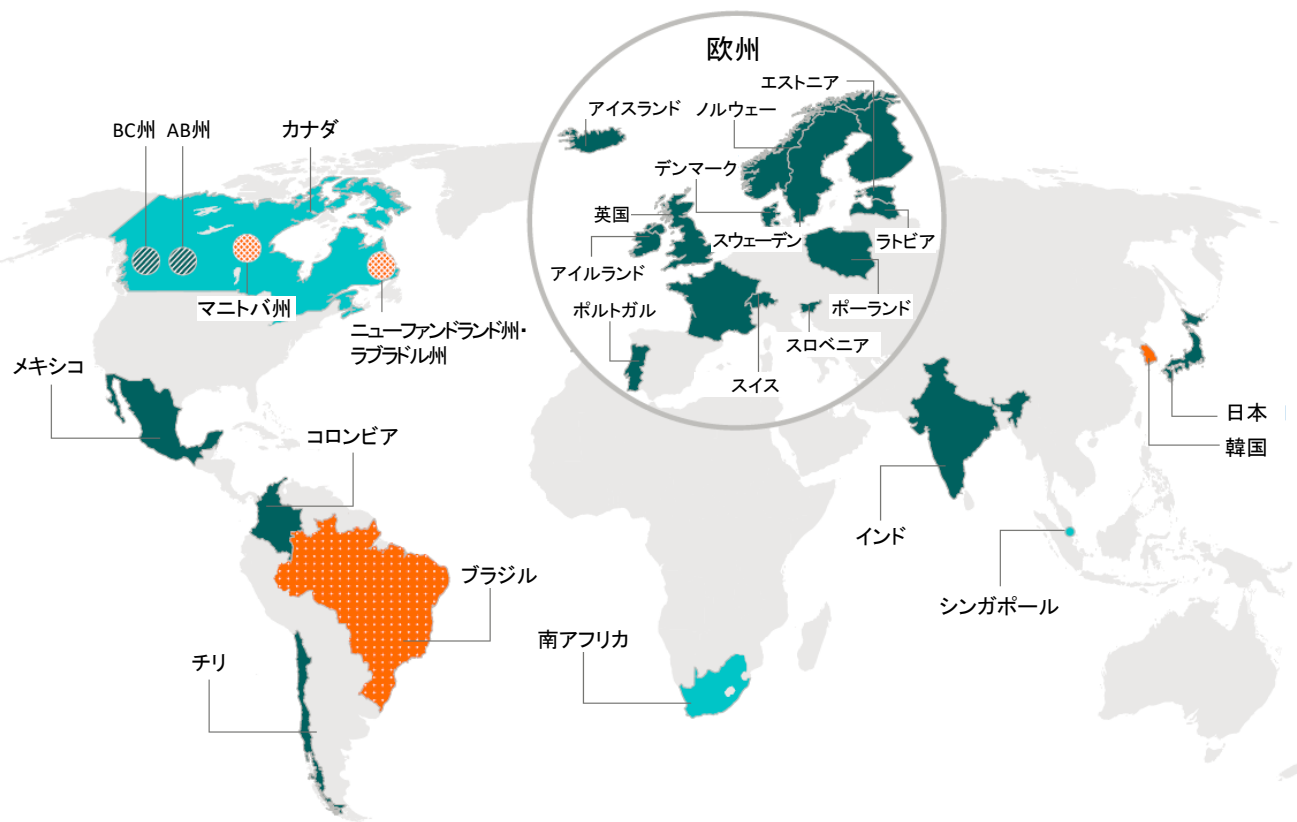 欧州
エストニア
アイスランド
ノルウェー
BC州
AB州
カナダ
デンマーク
英国
スウェーデン
ラトビア
アイルランド
マニトバ州
ポルトガル
ポーランド
ニューファンドランド州・
ラブラドル州
スロベニア
メキシコ
スイス
日本
コロンビア
韓国
インド
ブラジル
シンガポール
南アフリカ
チリ